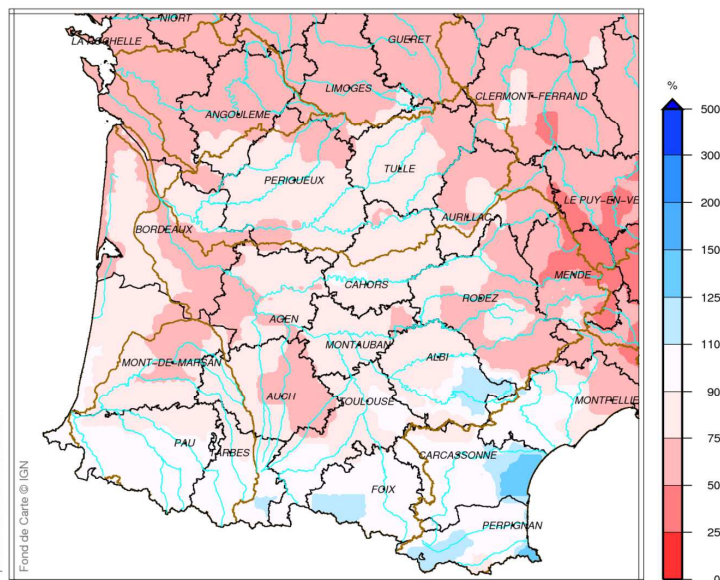 NIORT
GUERET
LA ROCHELLE
%
LIMOGES
CLERMONT-FERRAND
500
ANGOULEME
300
TULLE
PERIGUEUX
LE PUY-EN-VE
200
AURILLAC
BORDEAUX
150
MENDE
CAHORS
RODEZ
125
AGEN
MONTAUBAN
110
ALBI
MONT-DE-MARSAN
90
AUCH
TOULOUSE
MONTPELLIE
75
PAU
TARBES
CARCASSONNE
50
FOIX
PERPIGNAN
25
Fond de Carte © IGN
0